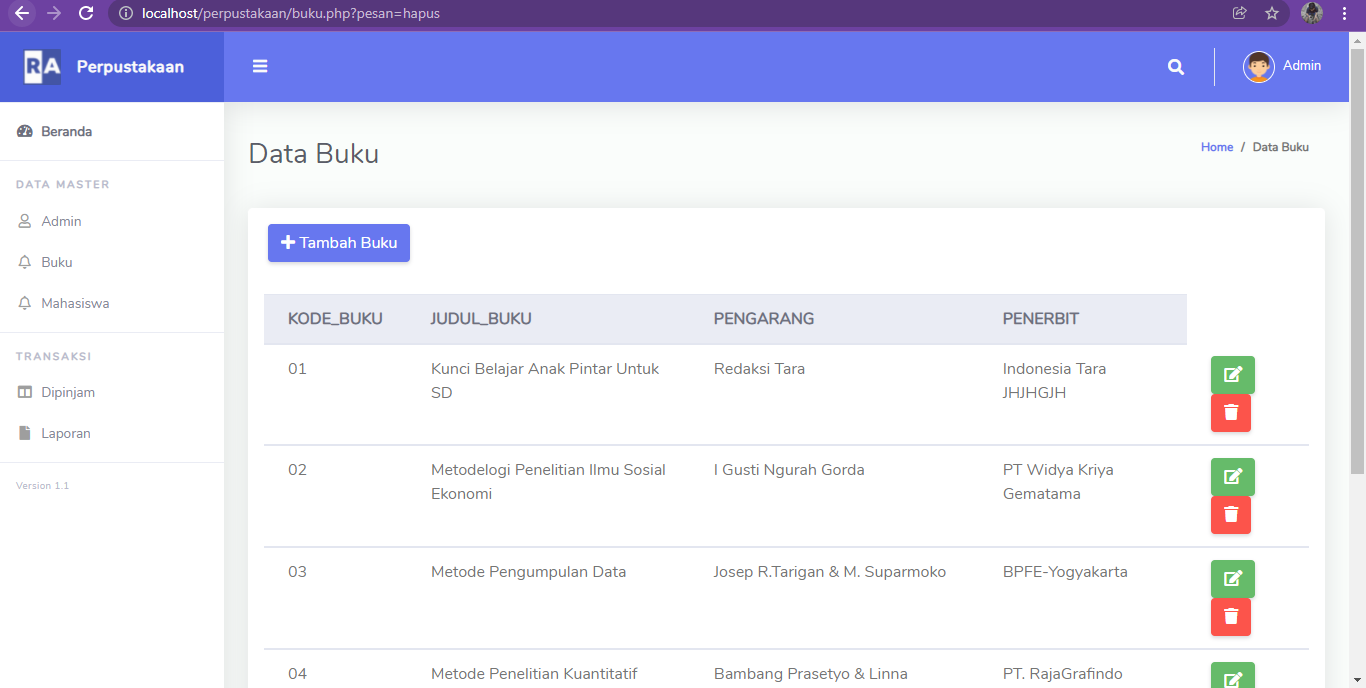 localhost/perpustakaan/buku.php?pesan=hapus
RA Perpustakaan
Admin
Beranda
DATA MASTER
Admin
Buku
Mahasiswa
TRANSAKSI
Dipinjam
Laporan
Version 1.1
Data Buku
Home / Data Buku
Tambah Buku
KODE_BUKU JUDUL_BUKU PENGARANG PENERBIT
01 Kunci Belajar Anak Pintar Untuk Redaksi Tara Indonesia Tara
SD JHJHGJH
02 Metodelogi Penelitian Ilmu Sosial I Gusti Ngurah Gorda PT Widya Kriya
Ekonomi Gematama
03 Metode Pengumpulan Data Josep R.Tarigan & M. Suparmoko BPFE-Yogyakarta
04 Metode Penelitian Kuantitatif Bambang Prasetyo & Linna PT. RajaGrafindo